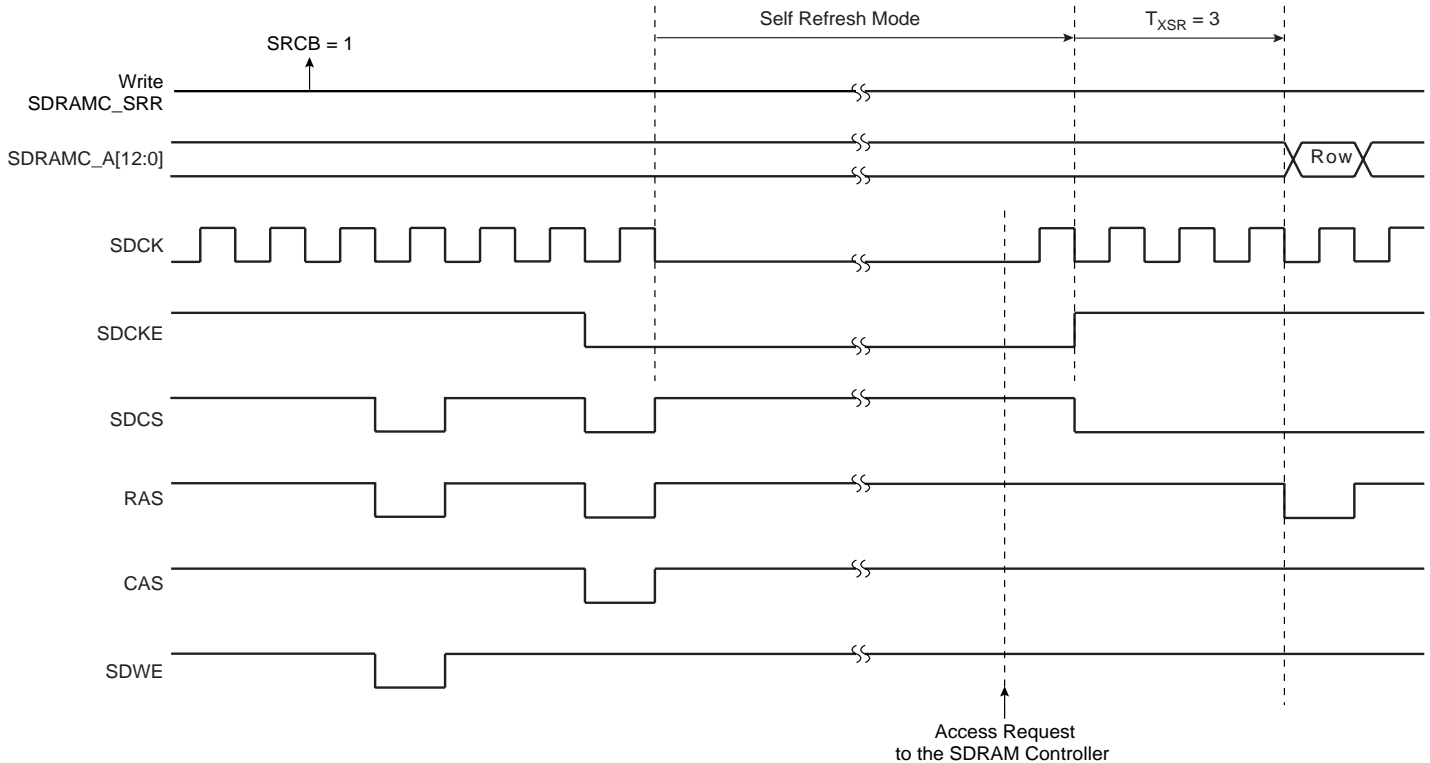 Self Refresh Mode
TXSR = 3
SRCB = 1
Write
SDRAMC_SRR
SDRAMC_A[12:0]
Row
SDCK
SDCKE
SDCS
RAS
CAS
SDWE
Access Request
to the SDRAM Controller